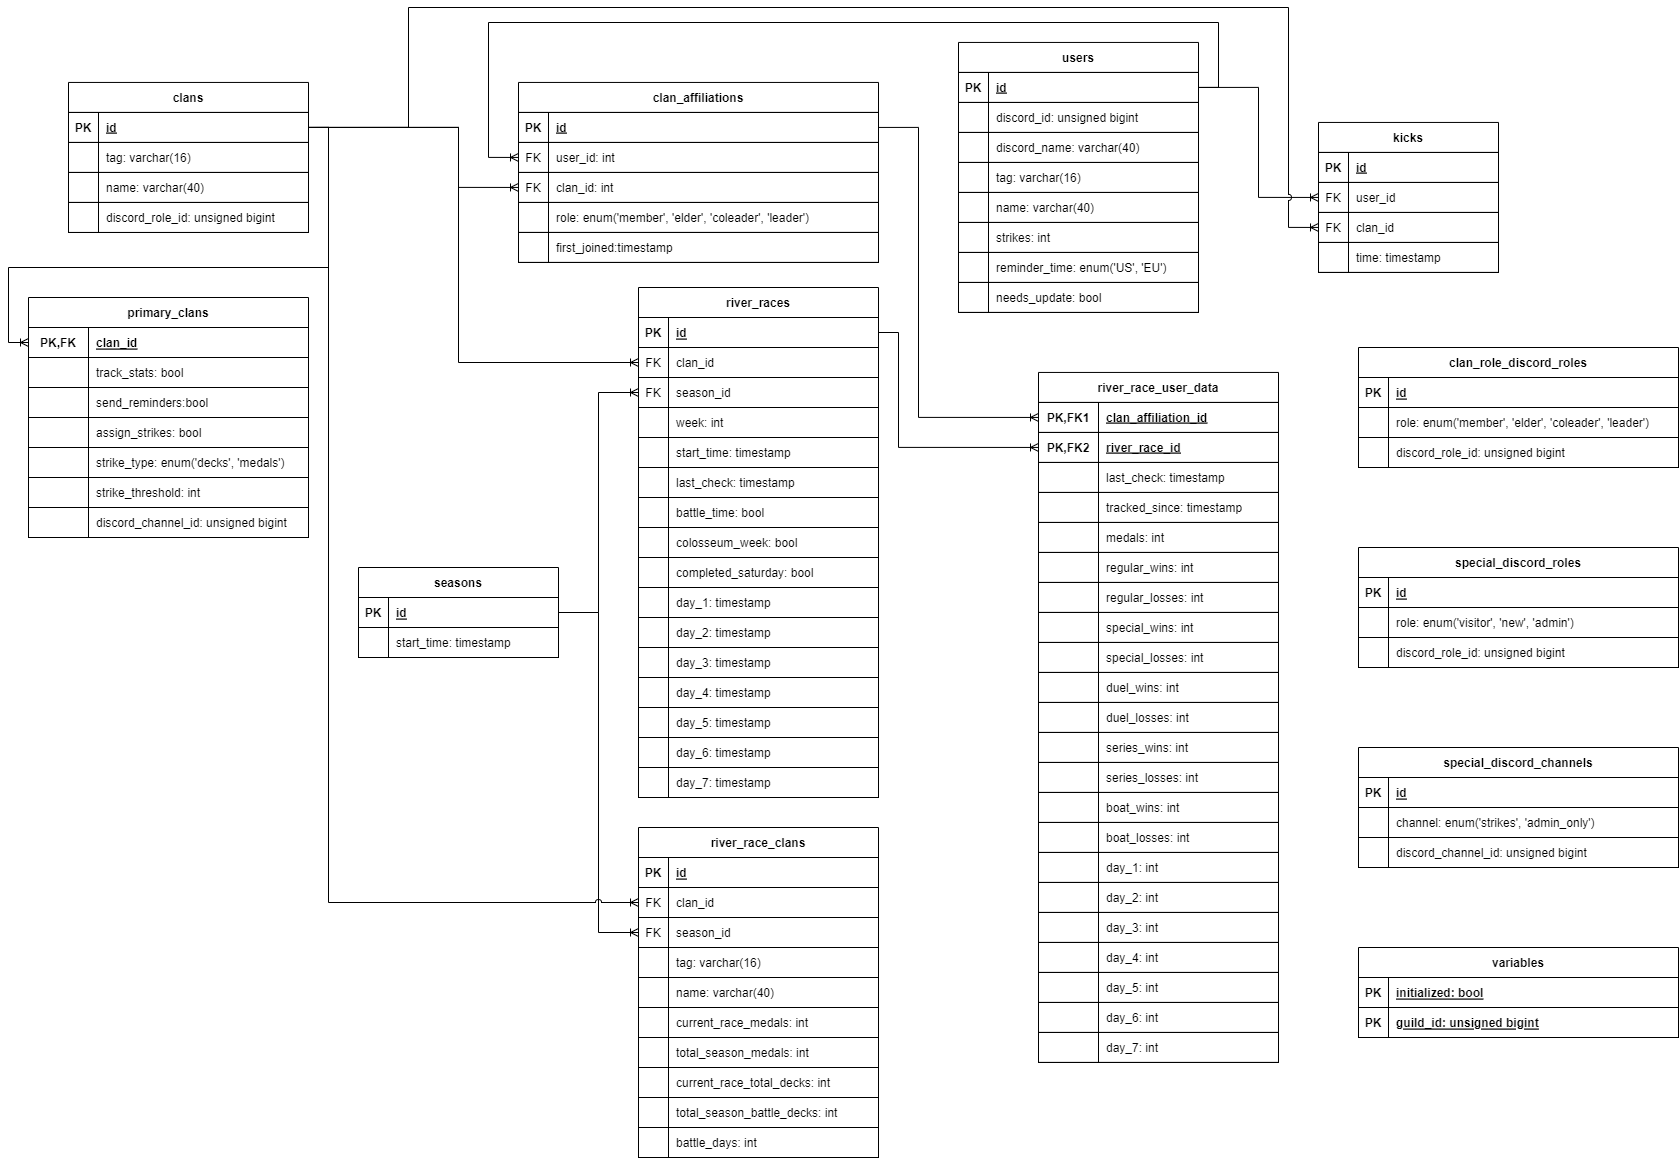 clans
PK id
tag: varchar(16)
name: varchar(40)
discord_role_id: unsigned bigint
clan_affiliations
PK id
FK user_id: int
FK clan_id: int
role: enum('member', 'elder', 'coleader', 'leader')
first_joined:timestamp
users
PK id
discord_id: unsigned bigint
discord_name: varchar(40)
tag: varchar(16)
name: varchar(40)
strikes: int
reminder_time: enum('US', 'EU')
needs_update: bool
kicks
PK id
FK user_id
FK clan_id
time: timestamp
primary_clans
PK,FK clan_id
track_stats: bool
send_reminders:bool
assign_strikes: bool
strike_type: enum('decks', 'medals')
strike_threshold: int
discord_channel_id: unsigned bigint
river_races
PK id
FK clan_id
FK season_id
week: int
start_time: timestamp
last_check: timestamp
battle_time: bool
colosseum_week: bool
completed_saturday: bool
day_1: timestamp
day_2: timestamp
day_3: timestamp
day_4: timestamp
day_5: timestamp
day_6: timestamp
day_7: timestamp
seasons
PK id
start_time: timestamp
river_race_clans
PK id
FK clan_id
FK season_id
tag: varchar(16)
name: varchar(40)
current_race_medals: int
total_season_medals: int
current_race_total_decks: int
total_season_battle_decks: int
battle_days: int
river_race_user_data
PK,FK1 clan_affiliation_id
PK,FK2 river_race_id
last_check: timestamp
tracked_since: timestamp
medals: int
regular_wins: int
regular_losses: int
special_wins: int
special_losses: int
duel_wins: int
duel_losses: int
series_wins: int
series_losses: int
boat_wins: int
boat_losses: int
day_1: int
day_2: int
day_3: int
day_4: int
day_5: int
day_6: int
day_7: int
clan_role_discord_roles
PK id
role: enum('member', 'elder', 'coleader', 'leader')
discord_role_id: unsigned bigint
special_discord_roles
PK id
role: enum('visitor', 'new', 'admin')
discord_role_id: unsigned bigint
special_discord_channels
PK id
channel: enum('strikes', 'admin_only')
discord_channel_id: unsigned bigint
variables
PK initialized: bool
PK guild_id: unsigned bigint